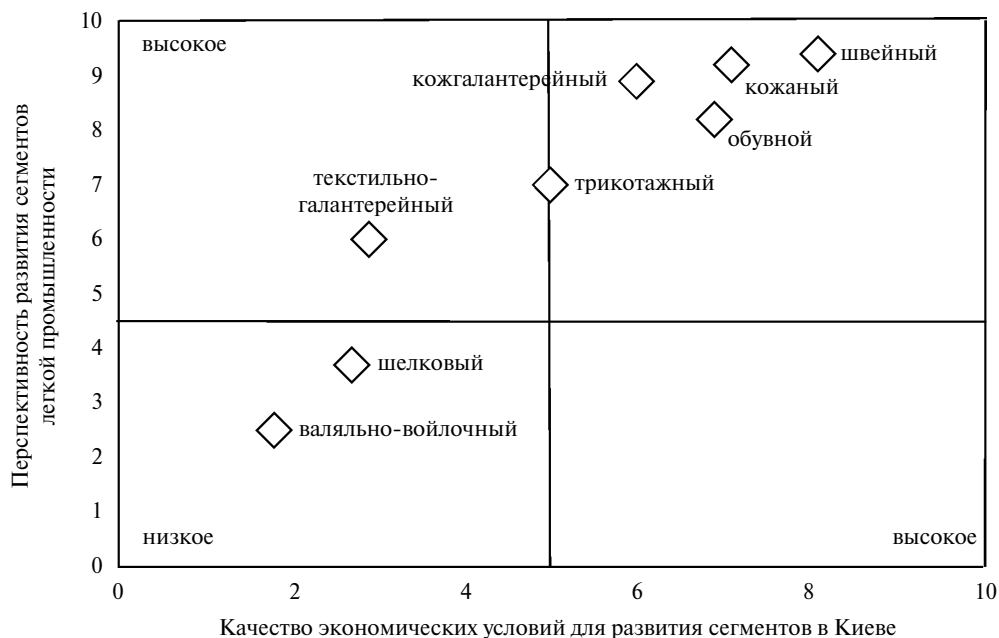 Перспективность развития сегментов
легкой промышленности
10
9
8
7
6
5
4
3
2
1
0
высокое
кожгалантерейный
швейный
кожаный
обувной
текстильно-
галантерейный
трикотажный
шелковый
валяльно-войлочный
низкое
высокое
0
2
4
6
8
10
Качество экономических условий для развития сегментов в Киеве